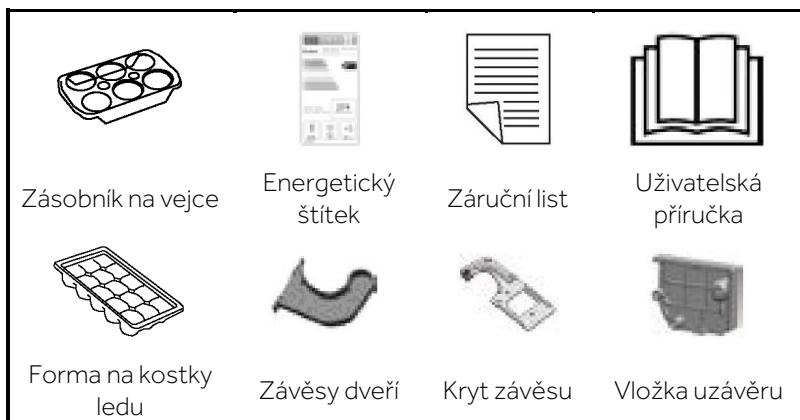 Zásobník na vejce
Energetický
štítek
Záruční list
Uživatelská
příručka
Forma na kostky
ledu
Závěsy dveří
Kryt závěsu
Vložka uzávěru